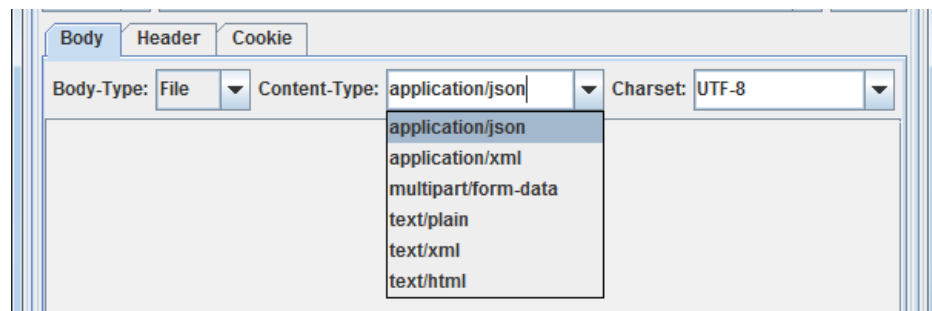 Body Header Cookie
Body-Type: File Content-Type: application/json Charset: UTF-8
application/json
application/xml
multipart/form-data
text/plain
text/xml
text/html